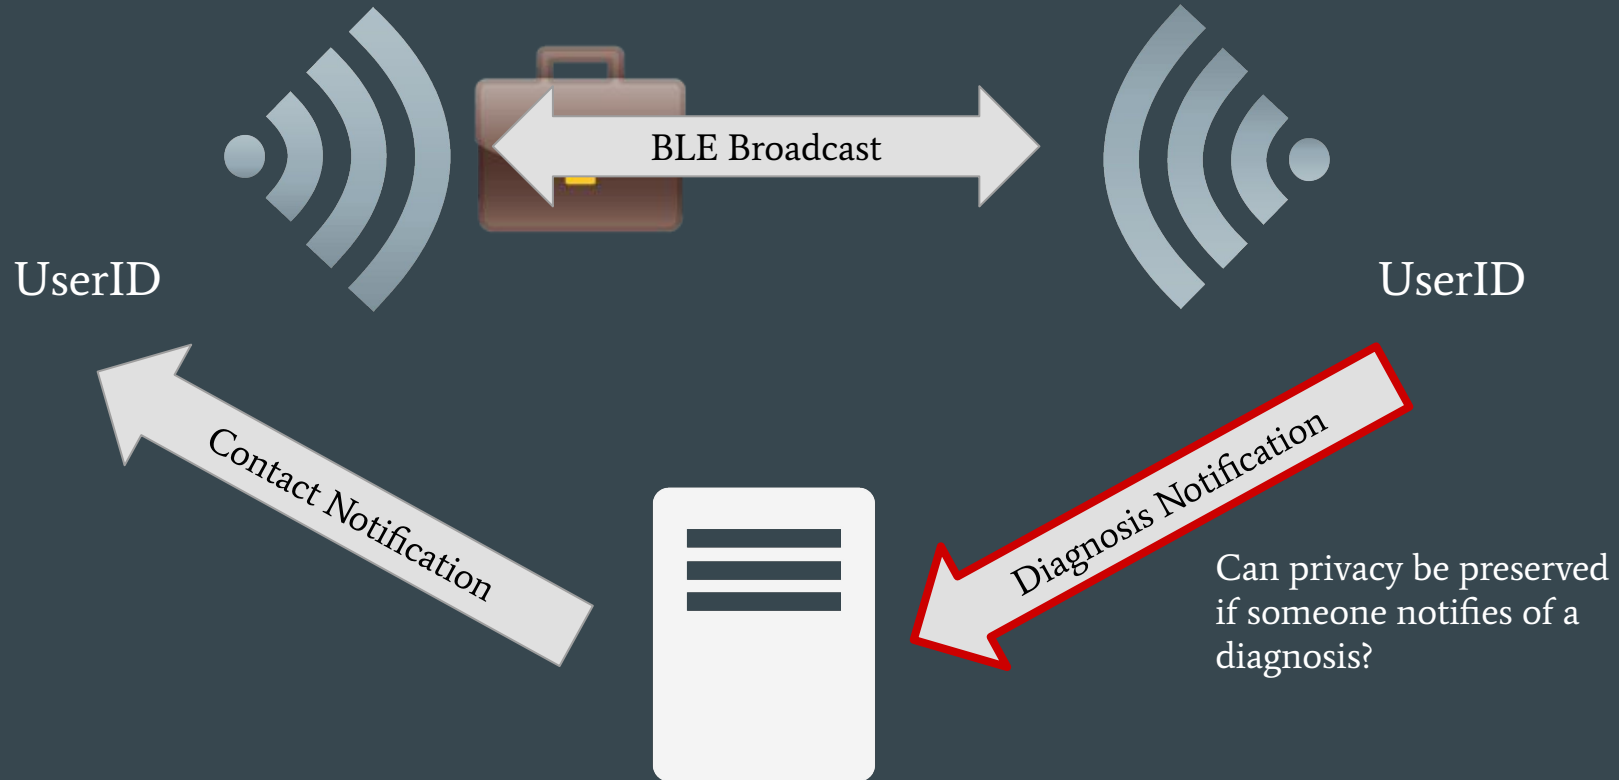 BLE Broadcast
UserID
UserID
Contact Notification
Diagnosis Notification
Can privacy be preserved
if someone notifies of a
diagnosis?